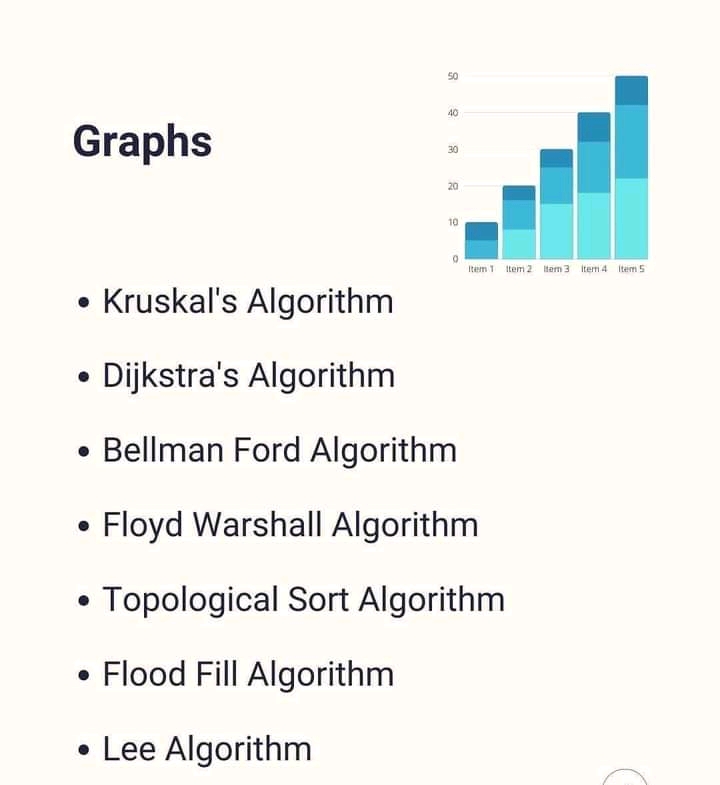 Graphs
50
40
30
20
10
0
Item 1 Item 2 Item 3 Item 4 Item 5
• Kruskal's Algorithm
• Dijkstra's Algorithm
• Bellman Ford Algorithm
• Floyd Warshall Algorithm
• Topological Sort Algorithm
• Flood Fill Algorithm
• Lee Algorithm